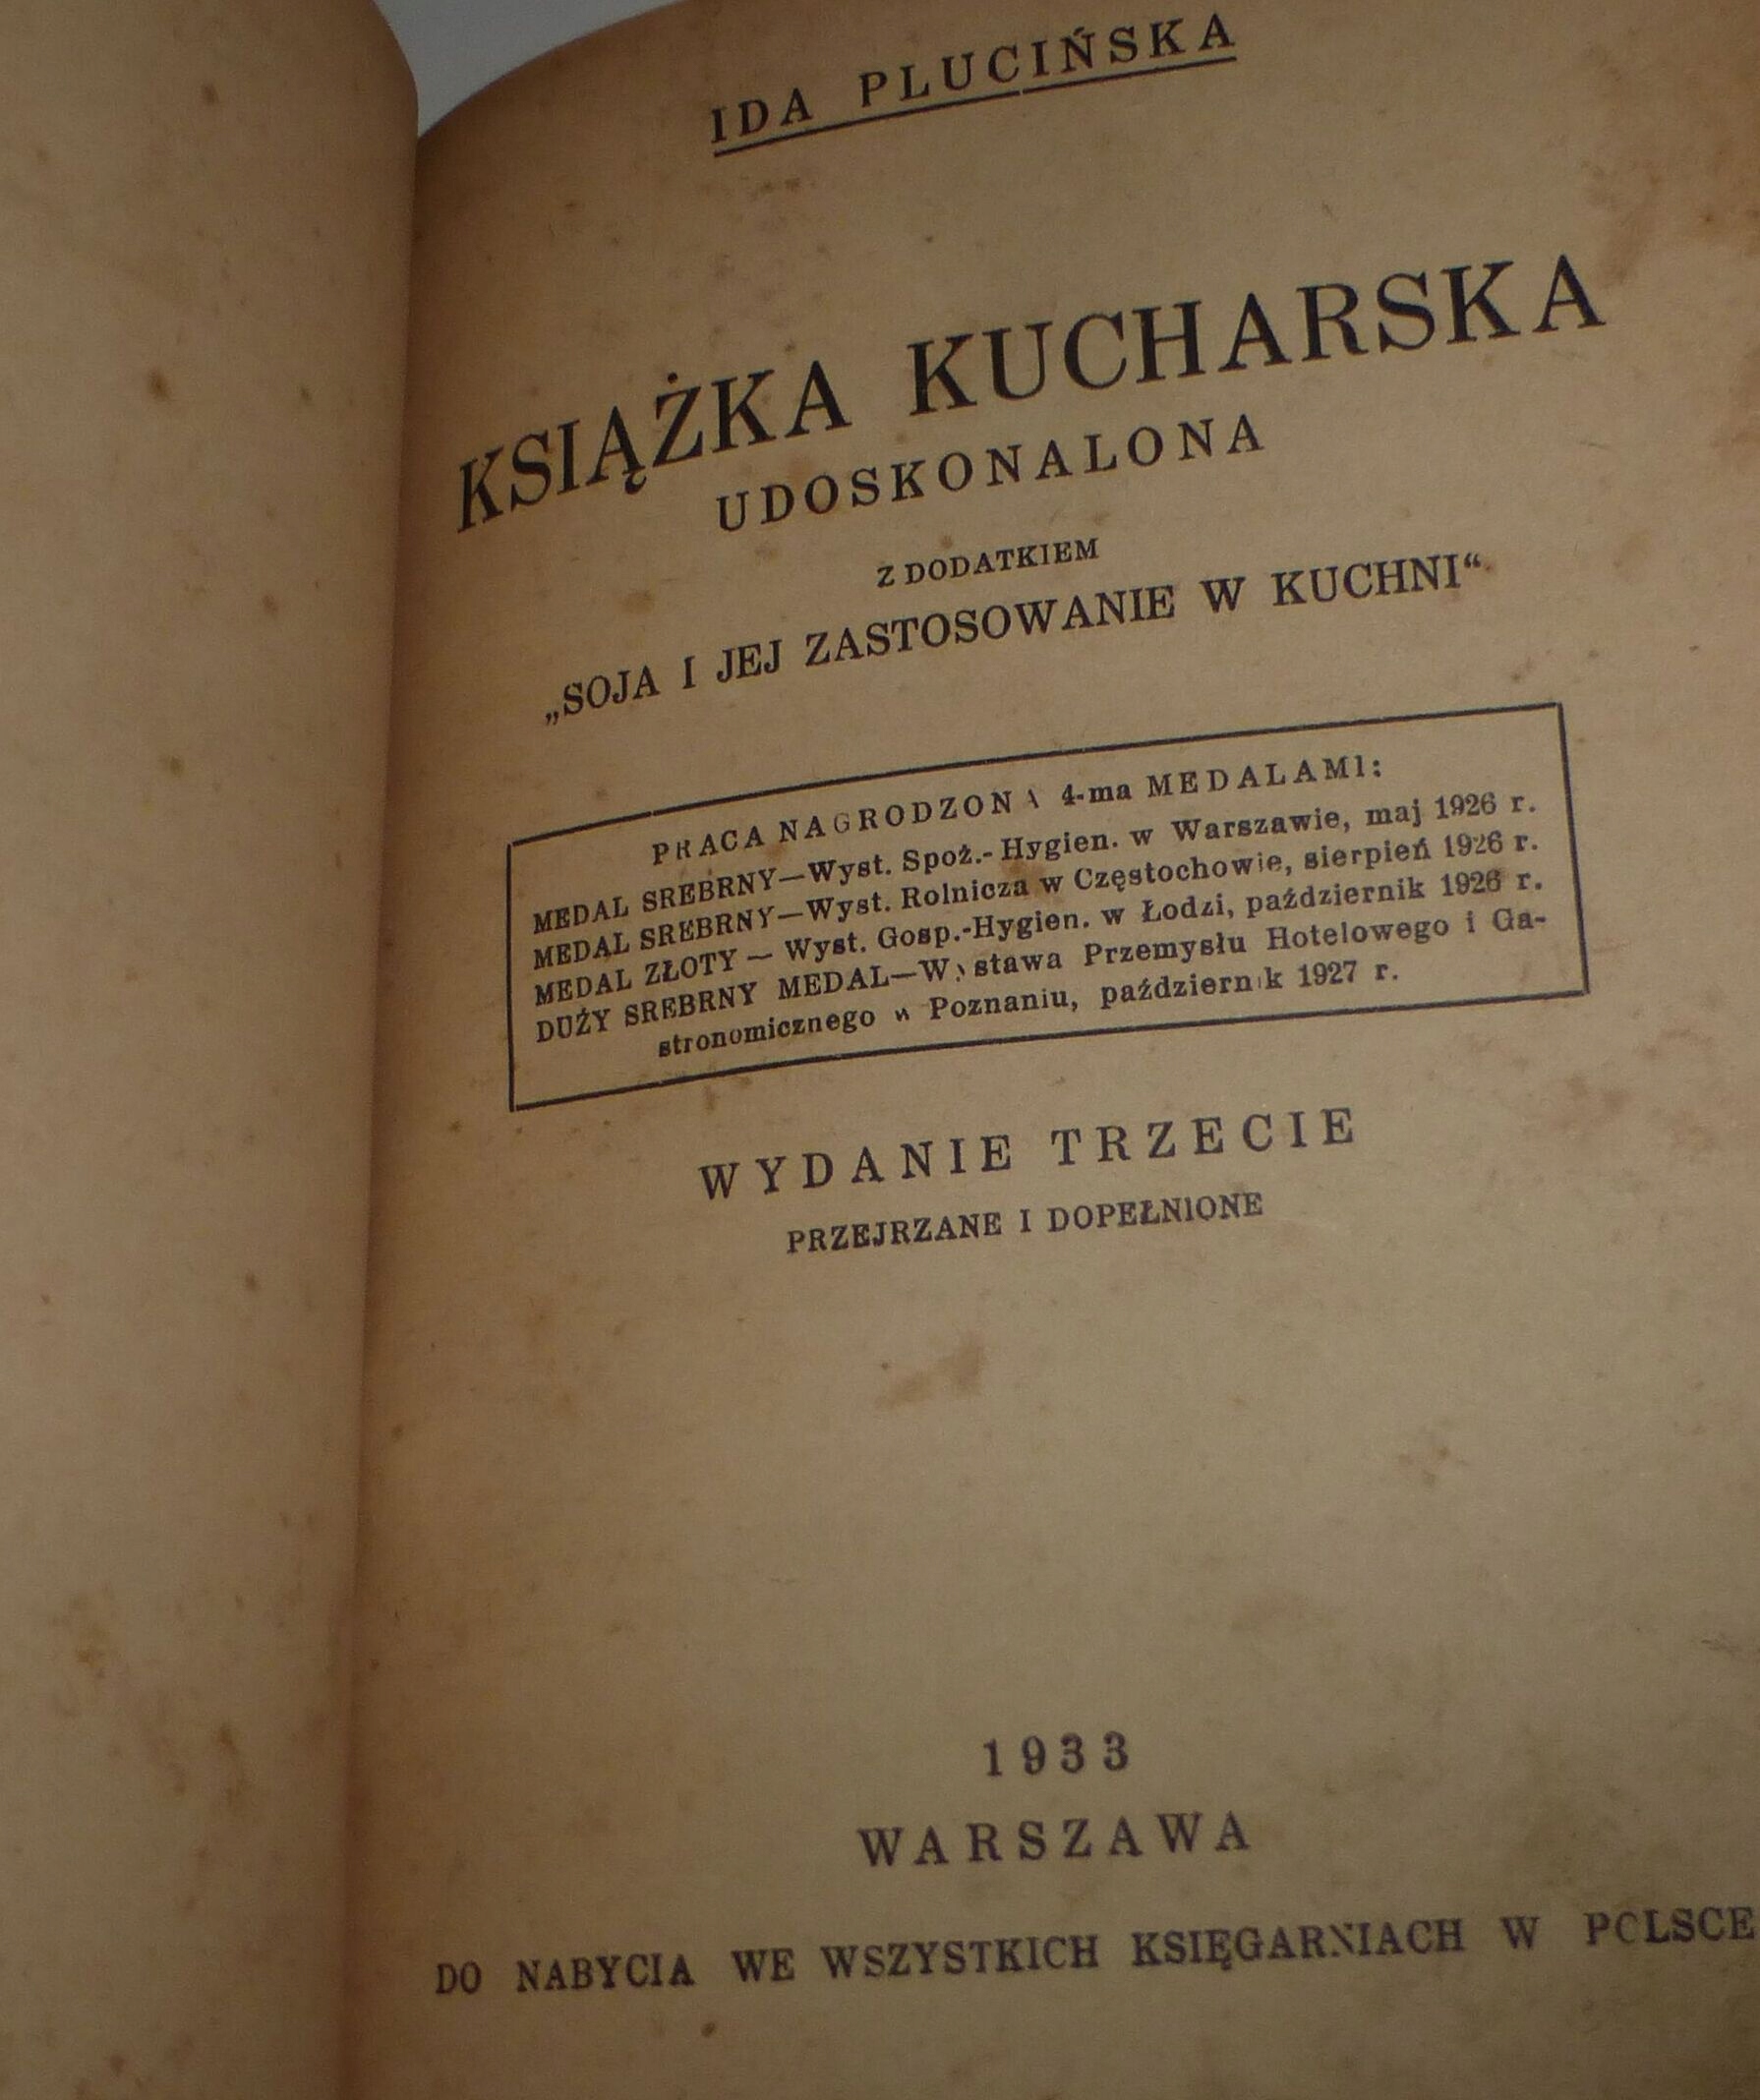 IDA PLUCIŃSKA
KSIĄŻKA KUCHARSKA
UDOSKONALONA
Z DODATKIEM
„SOJA I JEJ ZASTOSOWANIE W KUCHNI“
PRACA NAGRODZONA 4-ma MEDALAMI:
MEDAL SREBRNY—Wyst. Spoż.- Hygien. w Warszawie, maj 1926 r.
MEDAL SREBRNY—Wyst. Rolnicza w Częstochowie, sierpień 1926 r.
MEDAL ZŁOTY — Wyst. Gosp.-Hygien. w Łodzi, październik 1926 r.
DUŻY SREBRNY MEDAL—Wystawa Przemysłu Hotelowego i Ga-
stronomicznego w Poznaniu, październik 1927 r.
WYDANIE TRZECIE
PRZEJRZANE I DOPEŁNIONE
1933
WARSZAWA
DO NABYCIA WE WSZYSTKICH KSIĘGARNIACH W POLSCE